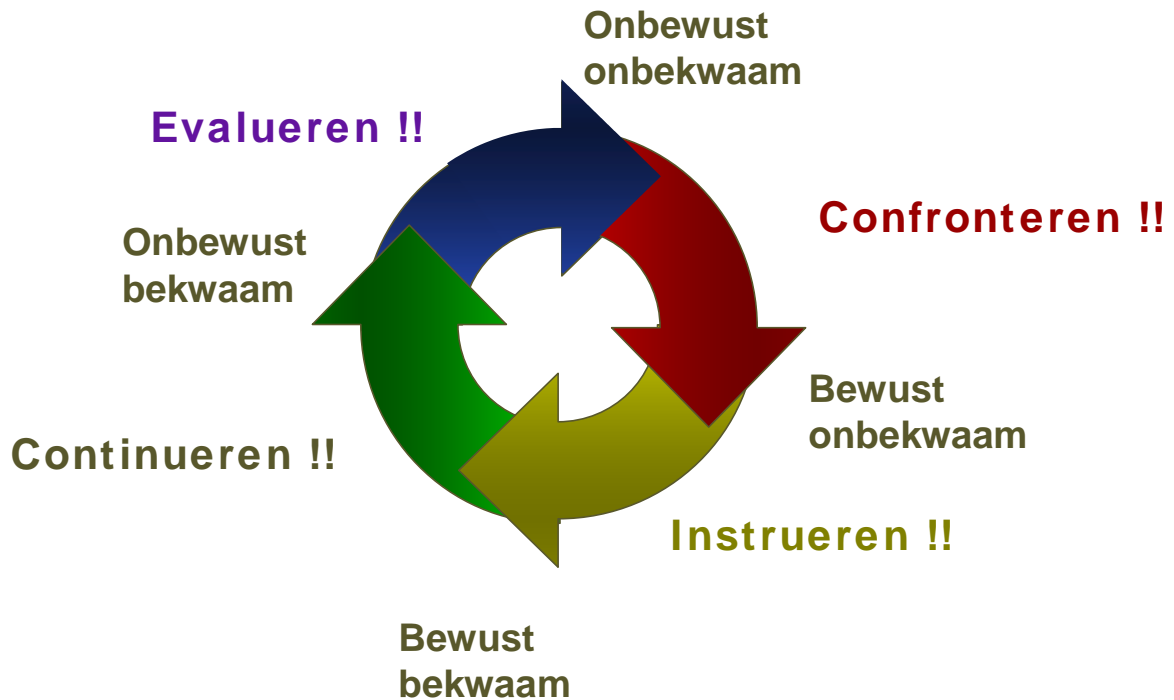 Onbewust
onbekwaam
Evalueren !!
Confronteren !!
Onbewust
bekwaam
Bewust
onbekwaam
Continueren !!
Instrueren !!
Bewust
bekwaam